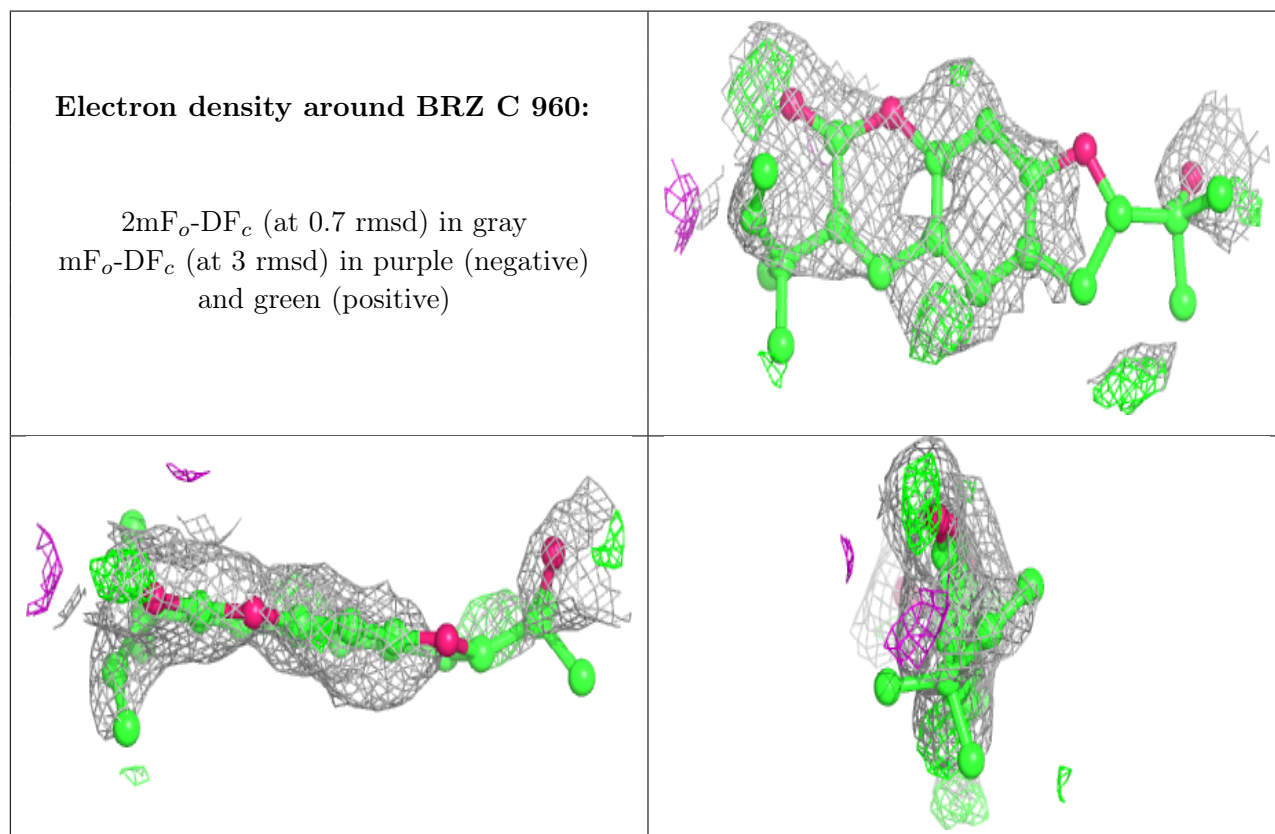 Electron density around BRZ C 960:
2mFo-DFc (at 0.7 rmsd) in gray
mFo-DFc (at 3 rmsd) in purple (negative)
and green (positive)